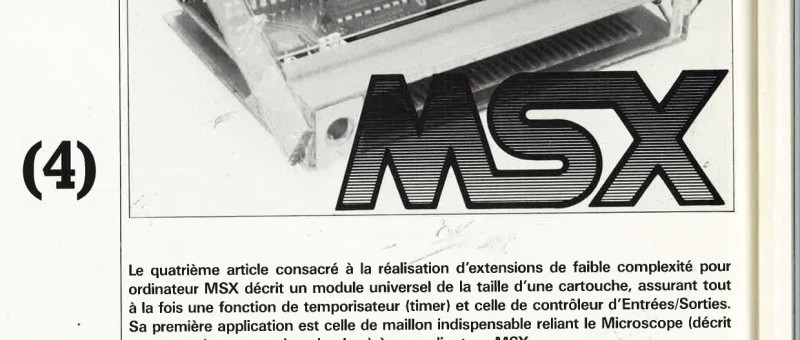 MSX
(4)
Le quatrième article consacré à la réalisation d'extensions de faible complexité pour
ordinateur MSX décrit un module universel de la taille d'une cartouche, assurant tout
à la fois une fonction de temporisateur (timer) et celle de contrôleur d'Entrées/Sorties.
Sa première application est celle de maillon indispensable reliant le Microscope (décrit
MSX